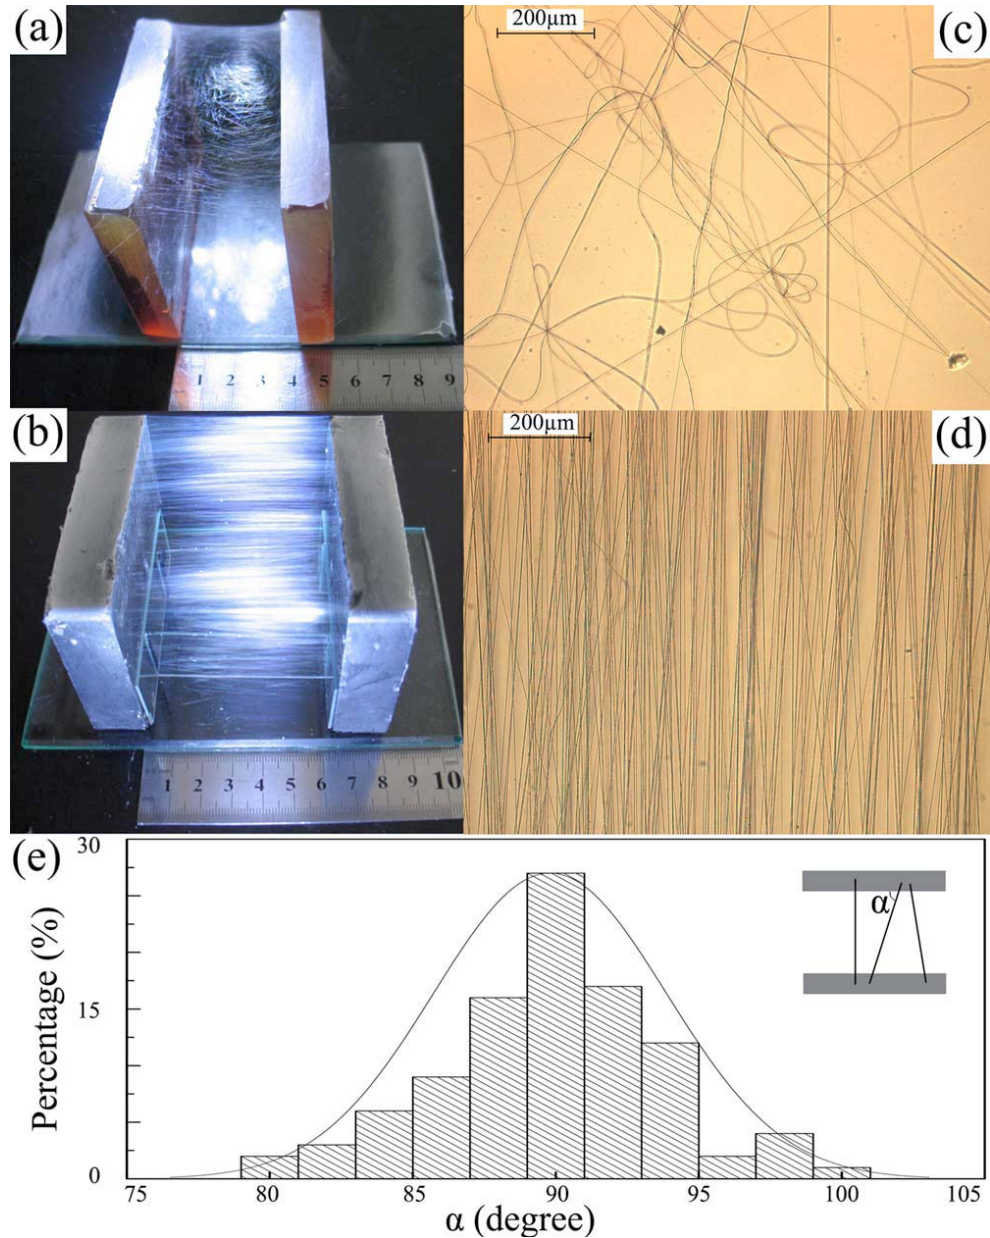 (a)
1 2 3 4 5 6 7 8 9
200μm
(c)
(b)
1 2 3 4 5 6 7 8 9 10
200μm
(d)
(e)
30
15
0
Percentage (%)
75 80 85 90 95 100 105
α (degree)
α